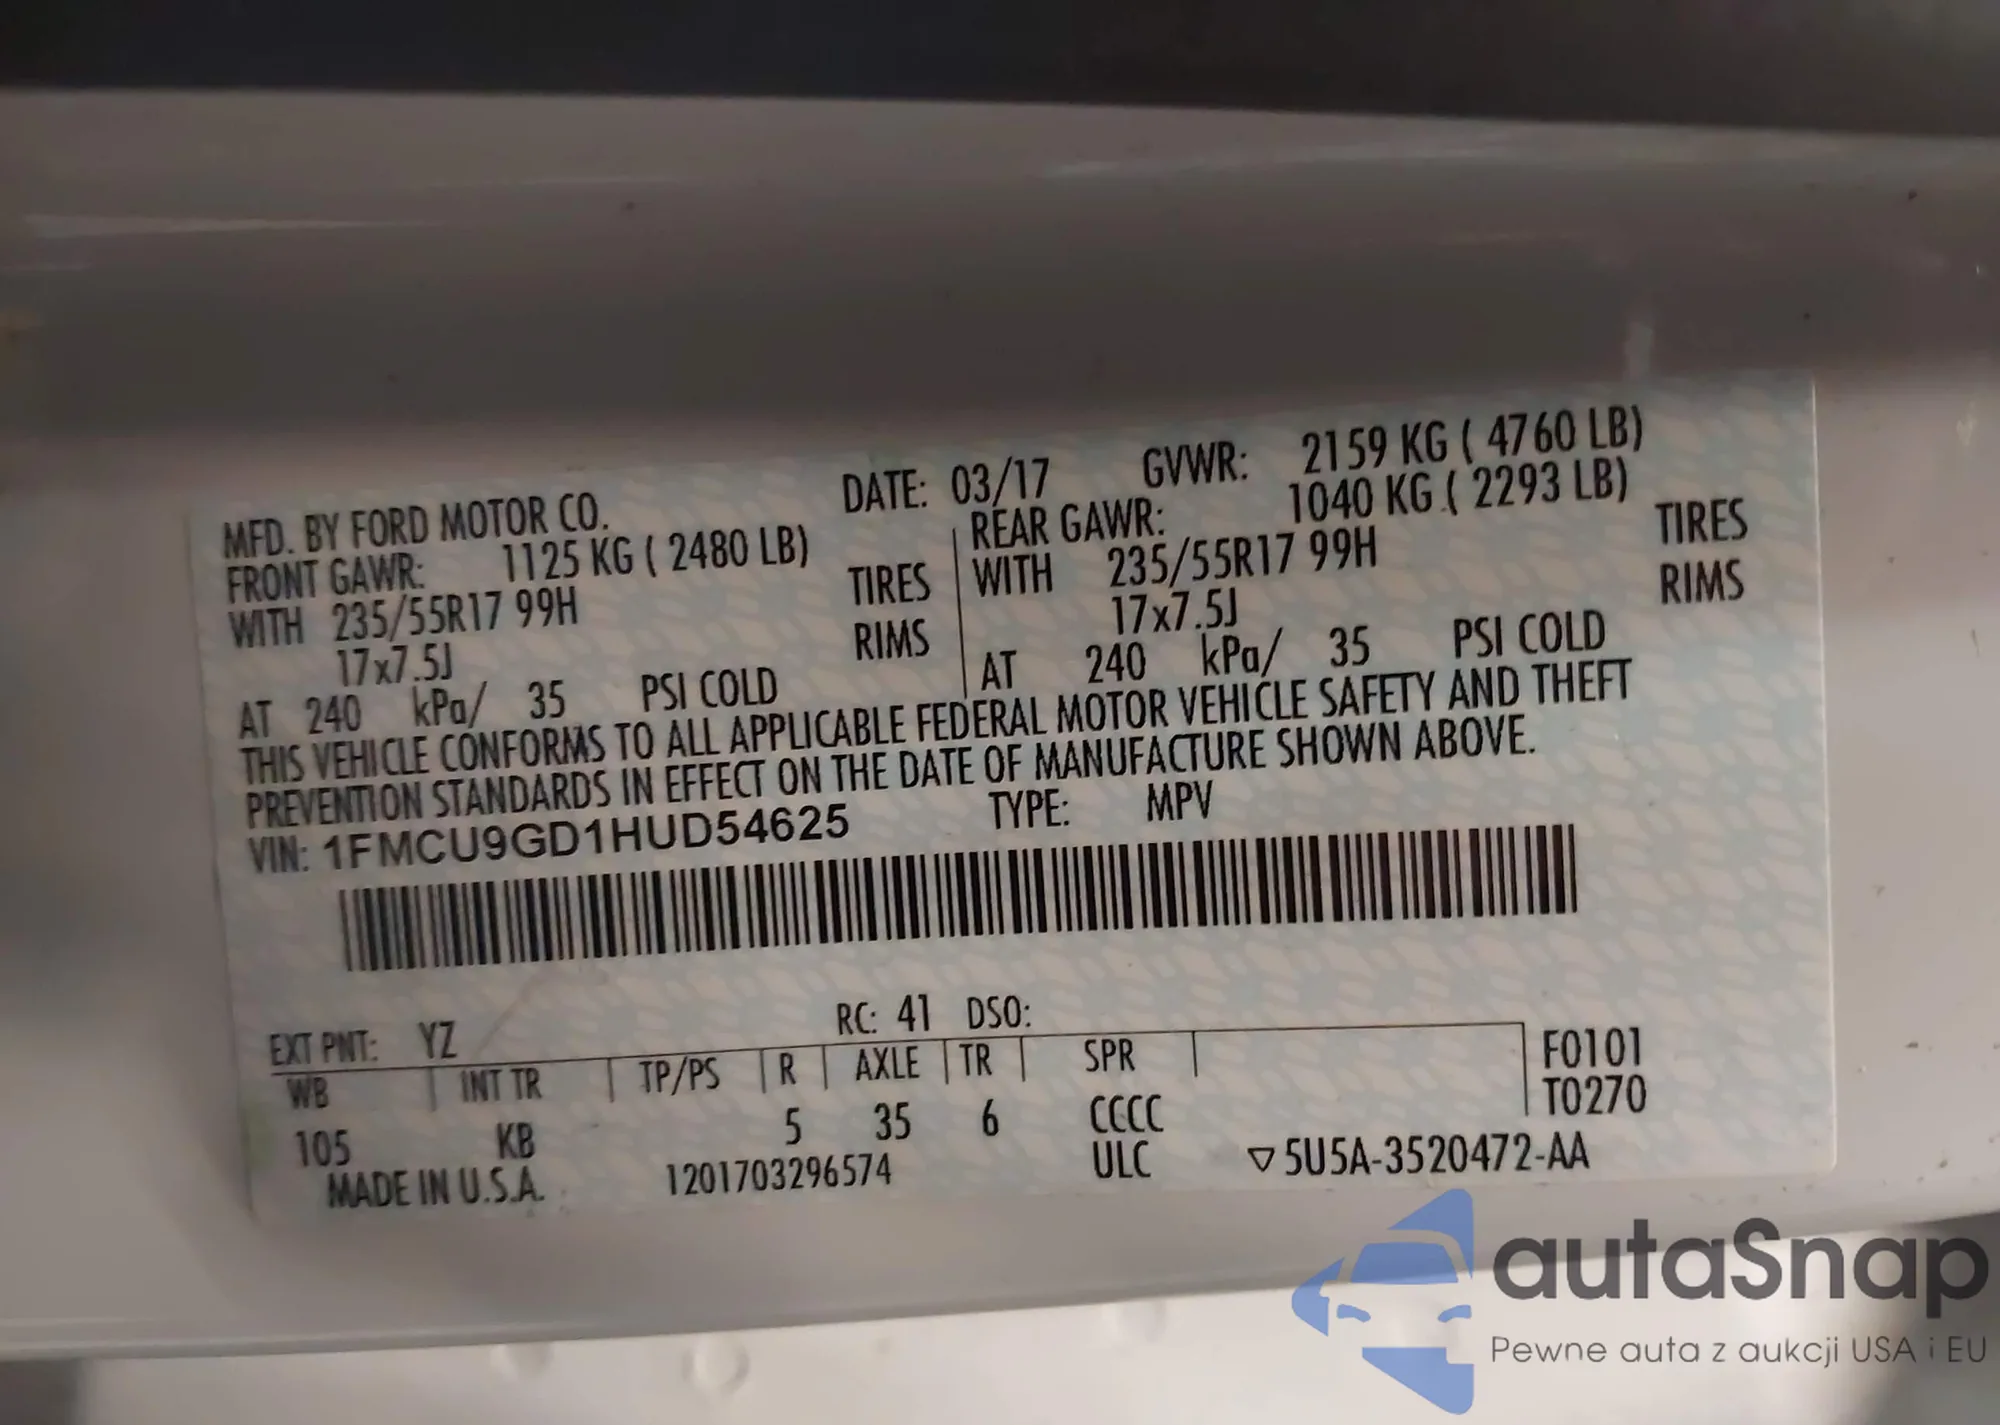 MFD. BY FORD MOTOR CO. DATE: 03/17 GVWR: 2159 KG ( 4760 LB)
FRONT GAWR: 1125 KG ( 2480 LB) REAR GAWR: 1040 KG ( 2293 LB)
WITH 235/55R17 99H TIRES WITH 235/55R17 99H TIRES
17x7.5J RIMS 17x7.5J RIMS
AT 240 kPa/ 35 PSI COLD AT 240 kPa/ 35 PSI COLD
THIS VEHICLE CONFORMS TO ALL APPLICABLE FEDERAL MOTOR VEHICLE SAFETY AND THEFT
PREVENTION STANDARDS IN EFFECT ON THE DATE OF MANUFACTURE SHOWN ABOVE.
VIN: 1FMCU9GD1HUD54625 TYPE: MPV
EXT PNT: YZ RC: 41 DSO:
WB INT TR TP/PS R AXLE TR SPR F0101
T0270
105 KB 5 35 6 CCCC
MADE IN U.S.A. 1201703296574 ULC ▽5U5A-3520472-AA
autaSnap
Pewne auta z aukcji USA i EU